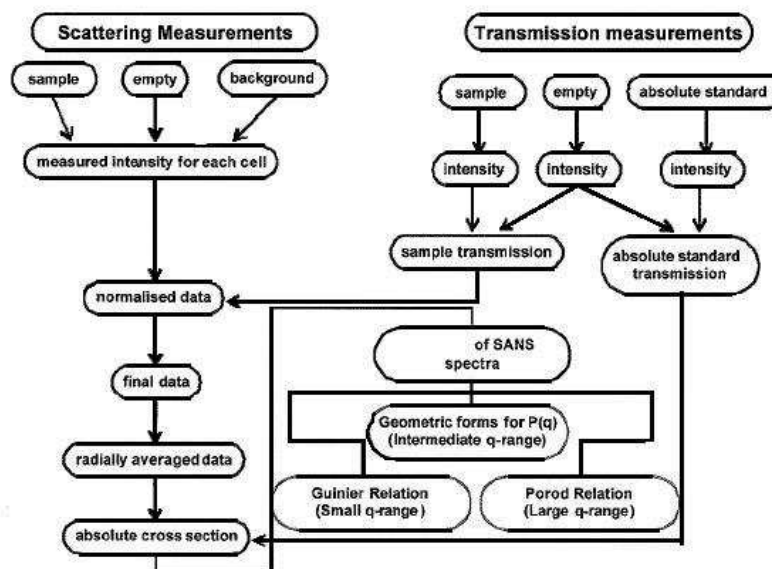 Scattering Measurements
Transmission measurements
sample
empty
background
sample
empty
absolute standard
measured intensity for each cell
intensity
intensity
intensity
sample transmission
absolute standard
transmission
normalised data
of SANS
spectra
final data
Geometric forms for P(q)
(Intermediate q-range)
radially averaged data
Guinier Relation
(Small q-range)
Porod Relation
(Large q-range)
absolute cross section